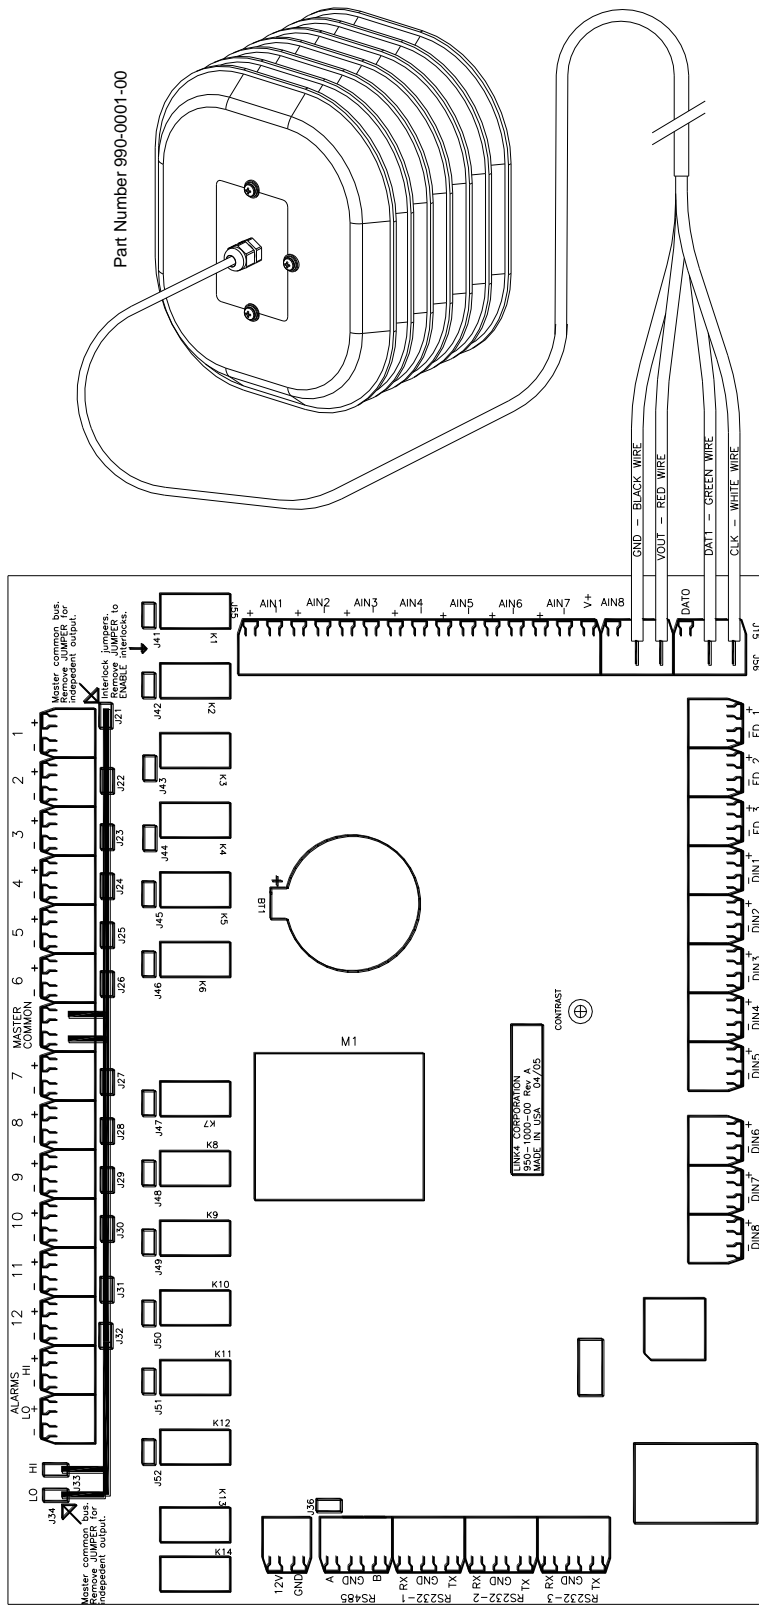 Part Number 990-0001-00
GND - BLACK WIRE
VOUT - RED WIRE
DAT1 - GREEN WIRE
CLK - WHITE WIRE
Master common bus.
Remove JUMPER for
indepedent output.
Interlock jumpers.
Remove JUMPER to
ENABLE interlocks.
J55
+ AIN1 -
+ AIN2 -
+ AIN3 -
+ AIN4 -
+ AIN5 -
+ AIN6 -
+ AIN7 -
V+
AIN8
DAT0
J15
J56
1 + -
2 + -
3 + -
4 + -
5 + -
6 + -
MASTER
COMMON
7 + -
8 + -
9 + -
10 + -
11 + -
12 + -
ALARMS
HI + -
LO + -
HI
LO
J33
J34
Master common bus.
Remove JUMPER for
indepedent output.
J21
J22
J23
J24
J25
J26
J27
J28
J29
J30
J31
J32
J41
J42
J43
J44
J45
J46
J47
J48
J49
J50
J51
J52
K1
K2
K3
K4
K5
K6
K7
K8
K9
K10
K11
K12
K13
K14
BT1
+
M1
CONTRAST
LINK4 CORPORATION
950-1000-00 Rev A
MADE IN USA 04/05
DIN1
DIN2
DIN3
DIN4
DIN5
DIN6
DIN7
DIN8
J36
12V
GND
A
GND
B
RS485
RX
GND
TX
RS232-1
RX
GND
TX
RS232-2
RX
GND
TX
RS232-3